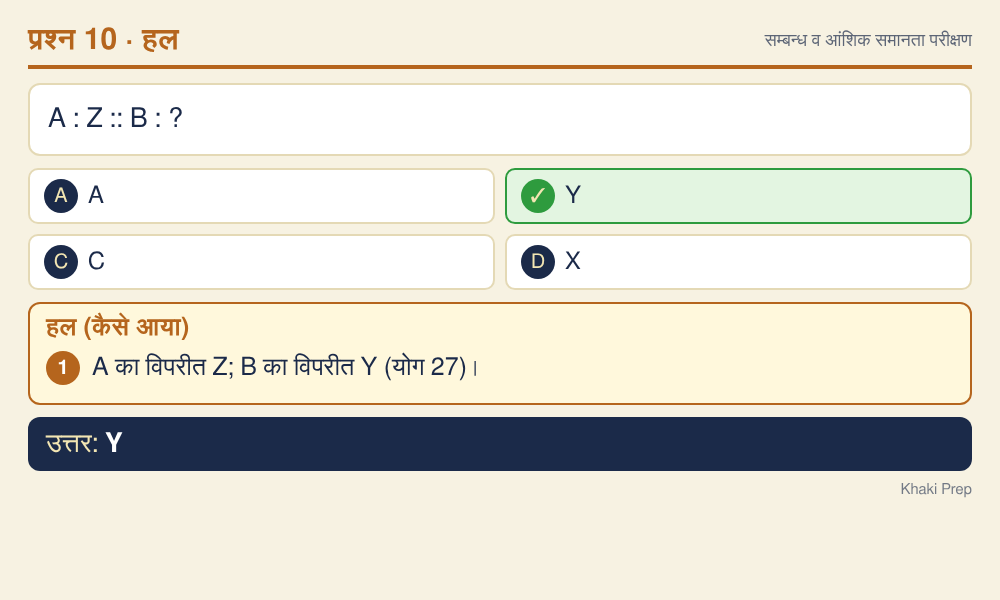 प्रश्न 10 · हल
सम्बन्ध व आंशिक समानता परीक्षण
A : Z :: B : ?
A A
✓ Y
C C
D X
हल (कैसे आया)
1 A का विपरीत Z; B का विपरीत Y (योग 27)।
उत्तर: Y
Khaki Prep